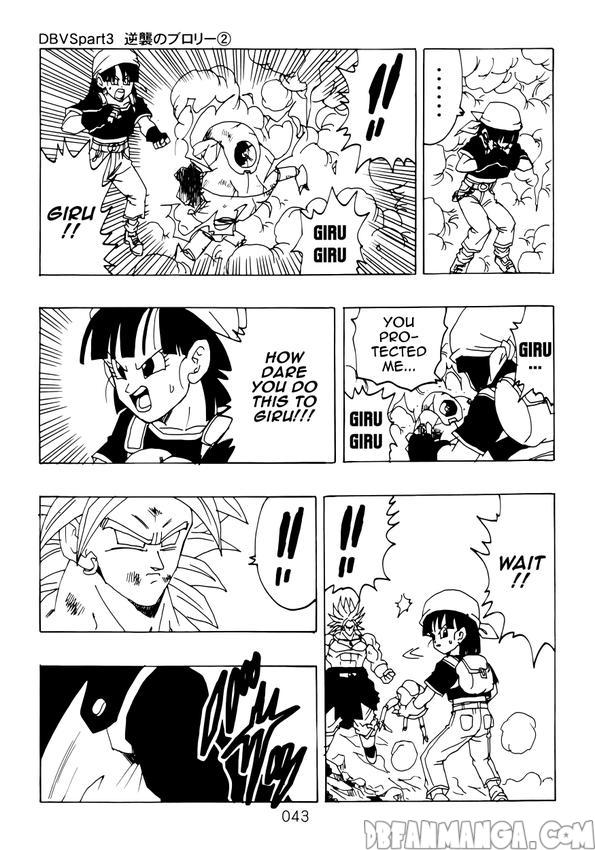 DBVSpart3 逆襲のブロリー②
・・・・・・
!!
GIRU
!!
GIRU
GIRU
YOU
PRO-
TECTED
ME...
GIRU
...
GIRU
GIRU
HOW
DARE
YOU DO
THIS TO
GIRU!!!
WAIT
!!
!!
!!
043
DBFANMANGA.COM